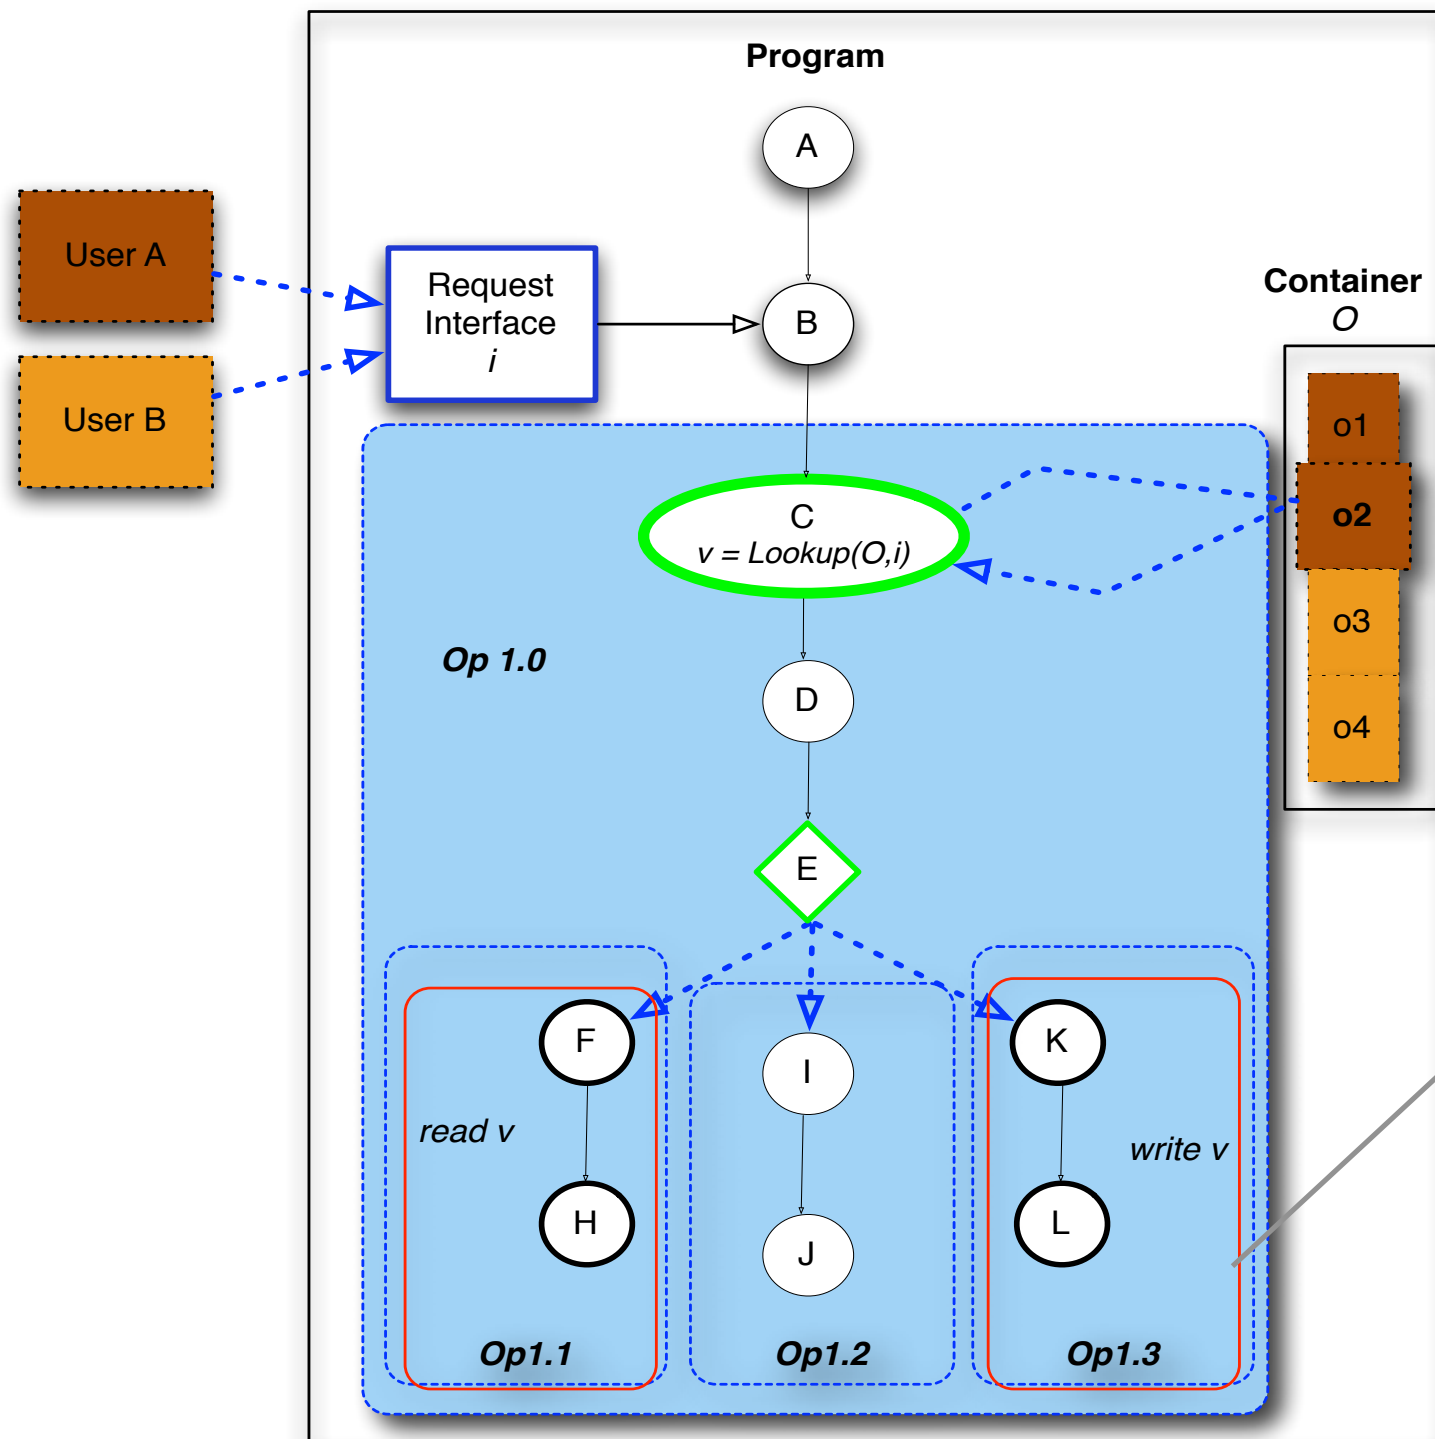 Program
A
User A
Request
Interface
i
B
Container
O
User B
o1
C
v = Lookup(O,i)
o2
o3
Op 1.0
D
o4
E
F
I
K
read v
write v
H
J
L
Op1.1
Op1.2
Op1.3